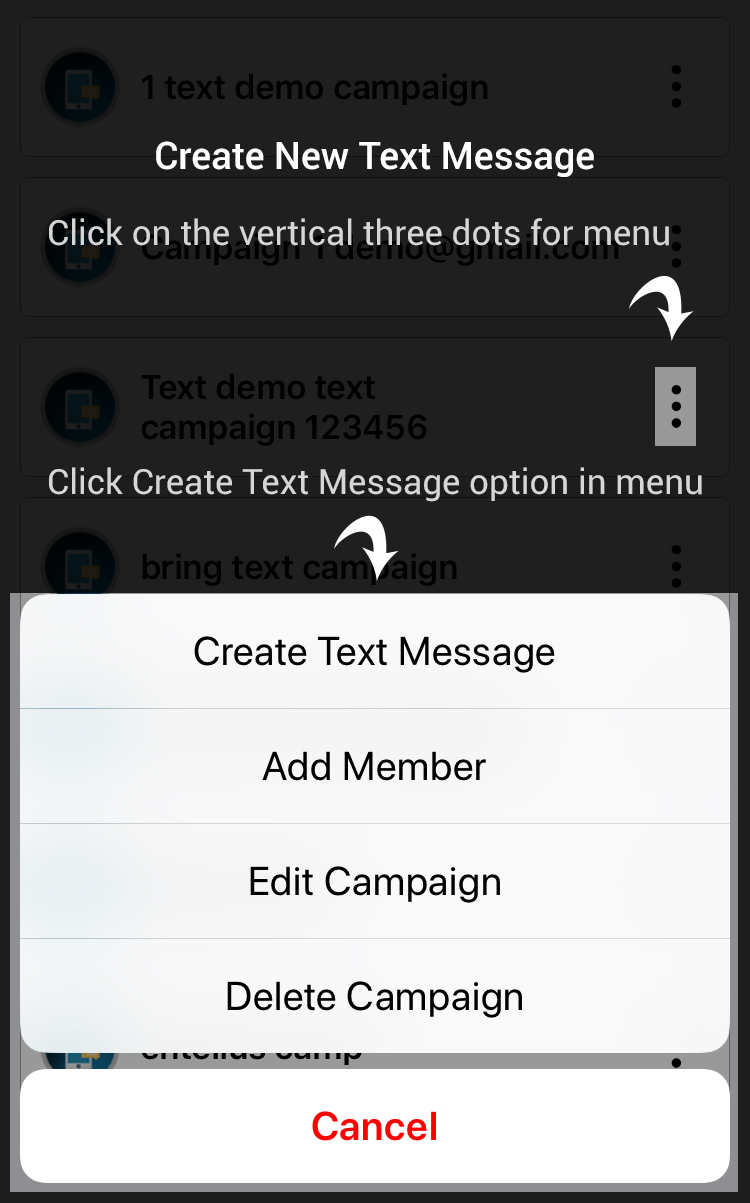 1 text demo campaign
Create New Text Message
Click on the vertical three dots for menu
Campaign 1 demo@gmail.com
Text demo text
campaign 123456
Click Create Text Message option in menu
bring text campaign
Create Text Message
Add Member
Edit Campaign
Delete Campaign
camp
Cancel